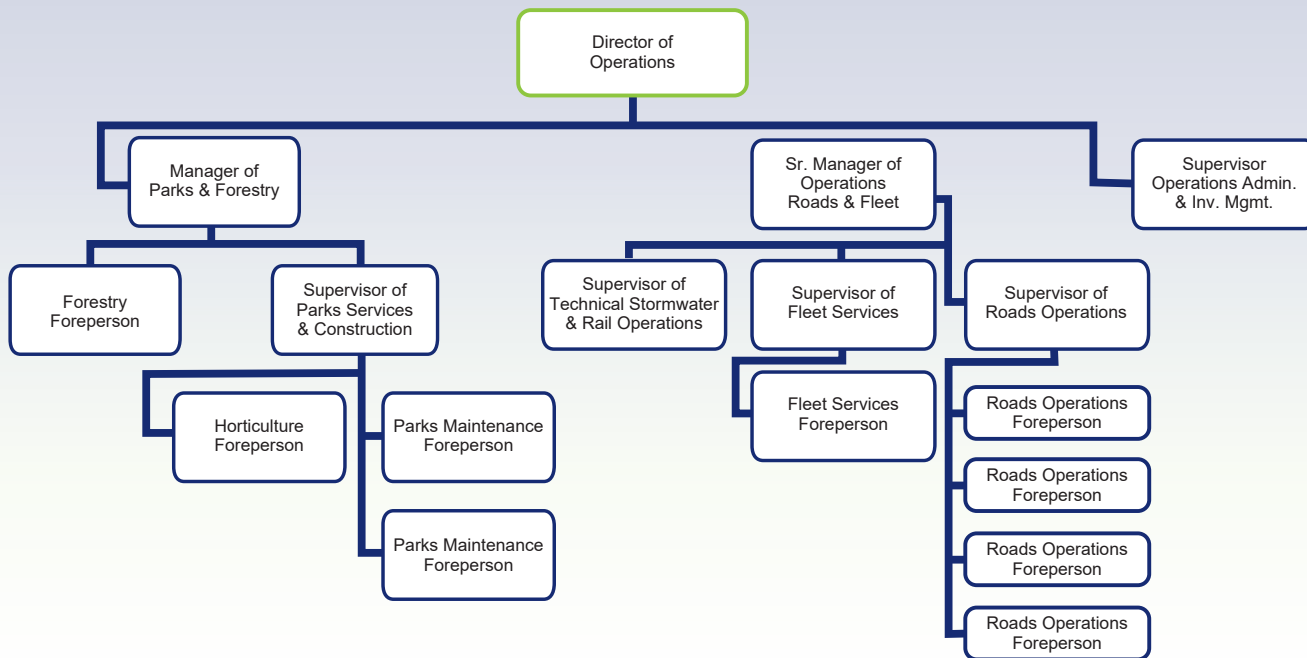 Director of
Operations
Manager of
Parks & Forestry
Sr. Manager of
Operations
Roads & Fleet
Supervisor
Operations Admin.
& Inv. Mgmt.
Forestry
Foreperson
Supervisor of
Parks Services
& Construction
Supervisor of
Technical Stormwater
& Rail Operations
Supervisor of
Fleet Services
Supervisor of
Roads Operations
Horticulture
Foreperson
Parks Maintenance
Foreperson
Parks Maintenance
Foreperson
Fleet Services
Foreperson
Roads Operations
Foreperson
Roads Operations
Foreperson
Roads Operations
Foreperson
Roads Operations
Foreperson